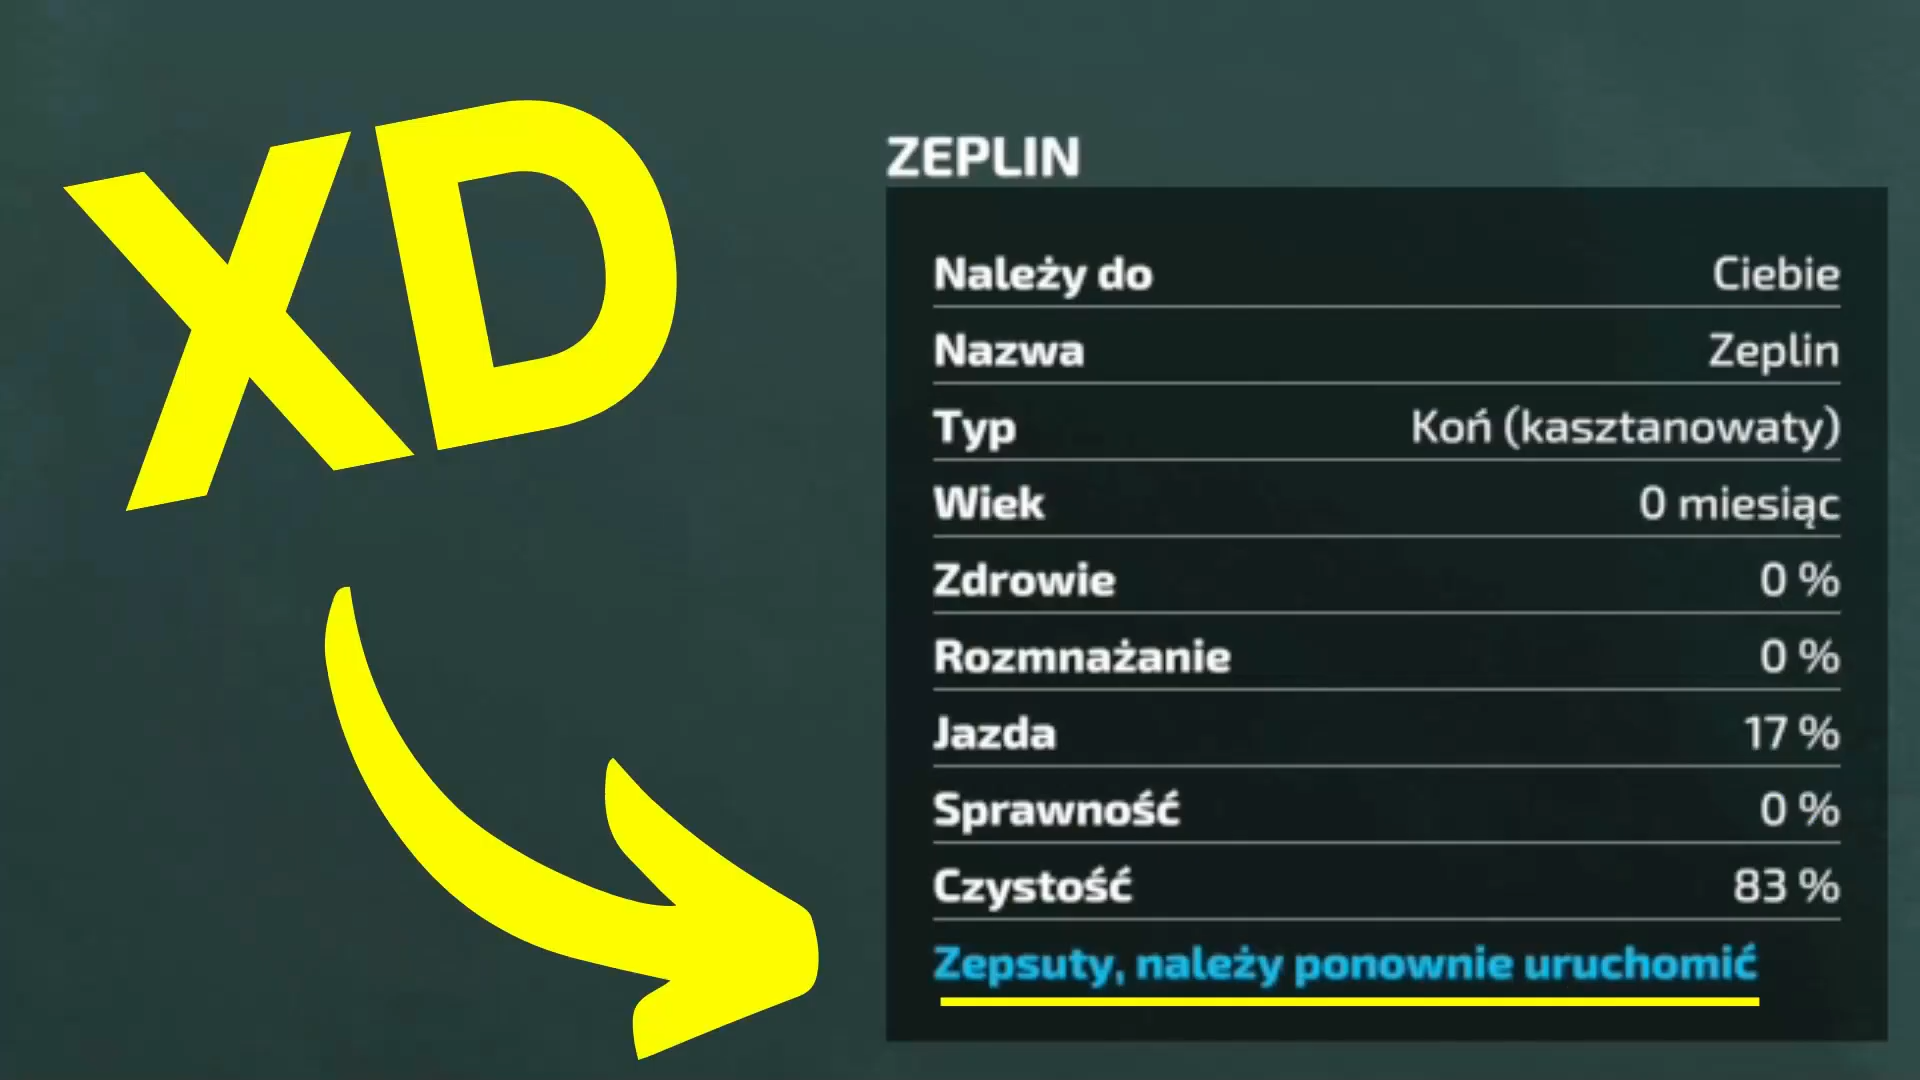 XD
ZEPLIN
Należy do Ciebie
Nazwa Zeplin
Typ Koń (kasztanowaty)
Wiek 0 miesiąc
Zdrowie 0 %
Rozmnażanie 0 %
Jazda 17 %
Sprawność 0 %
Czystość 83 %
Zepsuty, należy ponownie uruchomić